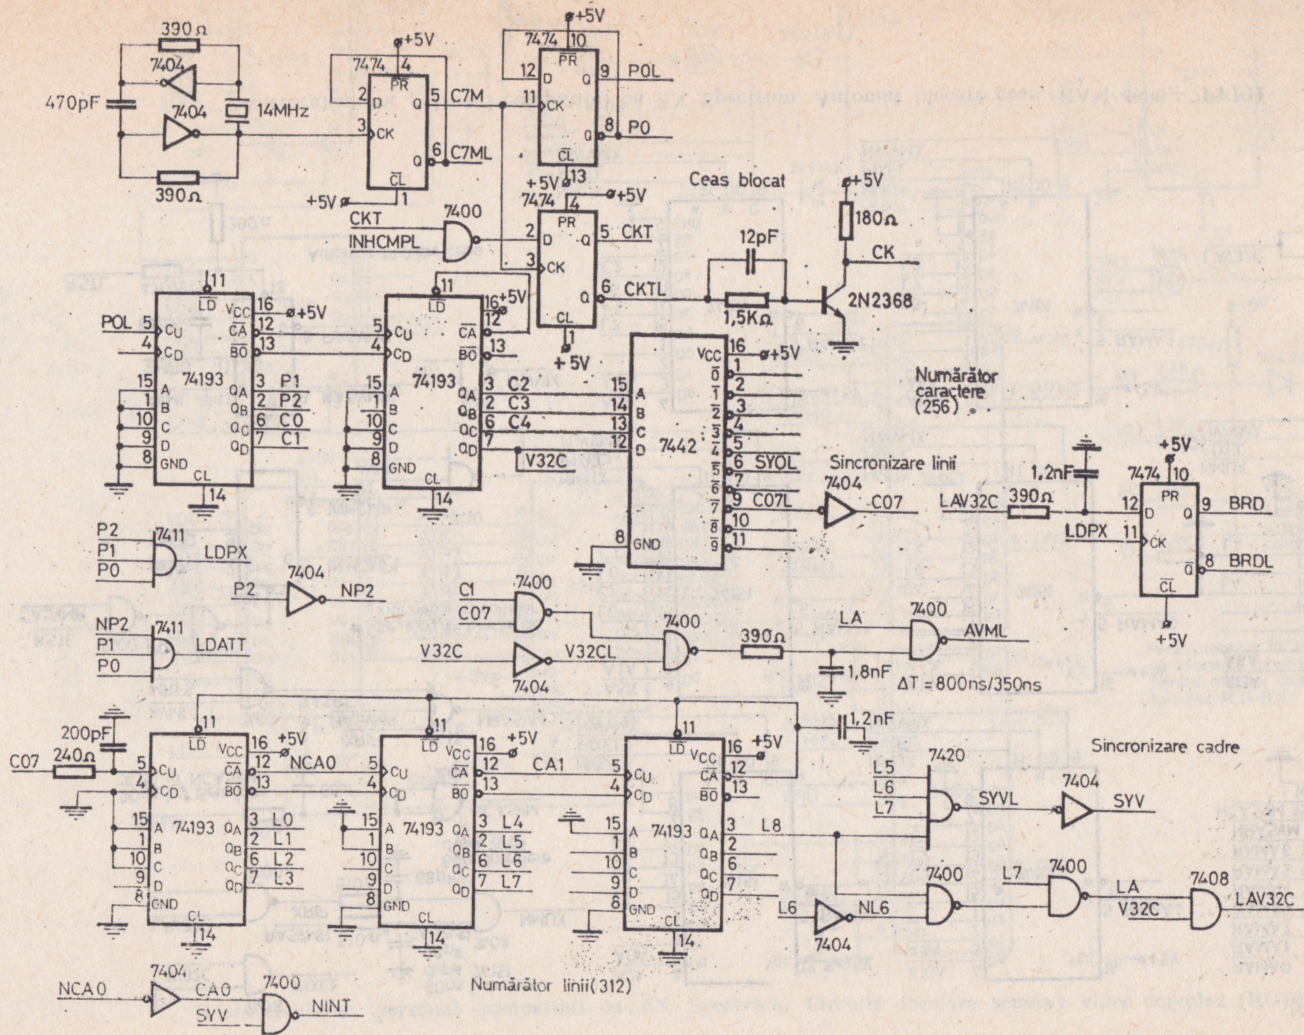 390Ω
7404
470pF
7404
14MHz
390Ω
+5V
7474
4
PR
2
D
Q
5
C7M
3
CK
Q
6
C7ML
CL
1
+5V
+5V
7474
10
PR
12
D
Q
9
POL
11
CK
Q
8
PO
CL
13
+5V
+5V
7474
4
PR
CKT
7400
INHCMPL
2
D
Q
5
CKT
3
CK
Q
6
CKTL
CL
1
+5V
Ceas blocat
12pF
1,5KΩ
+5V
180Ω
CK
2N2368
11
LD
POL
5
CU
4
CD
VCC
16
+5V
CA
12
BO
13
74193
15
A
1
B
10
C
9
D
8
GND
QA
3
P1
QB
2
P2
QC
6
C0
QD
7
C1
CL
14
11
LD
16
+5V
5
CU
4
CD
CA
12
BO
13
74193
15
A
1
B
10
C
9
D
8
GND
QA
3
C2
QB
2
C3
QC
6
C4
QD
7
V32C
CL
14
VCC
16
+5V
15
A
14
B
13
C
12
D
7442
8
GND
0
1
1
2
2
3
3
4
4
5
5
6
SYOL
6
7
7
9
C07L
8
10
9
11
Numărător
caractere
(256)
Sincronizare linii
7404
C07
LAV32C
390Ω
1,2nF
LDPX
+5V
7474
10
PR
12
D
Q
9
BRD
11
CK
Q
8
BRDL
CL
+5V
P2
7411
P1
LDPX
P0
P2
7404
NP2
NP2
7411
P1
LDATT
P0
C1
7400
C07
V32C
7404
V32CL
7400
390Ω
1,8nF
LA
7400
AVML
ΔT=800ns/350ns
C07
240Ω
200pF
11
LD
VCC
16
+5V
5
CU
4
CD
CA
12
NCA0
BO
13
74193
15
A
1
B
10
C
9
D
8
GND
QA
3
L0
QB
2
L1
QC
6
L2
QD
7
L3
CL
14
11
LD
VCC
16
+5V
5
CU
4
CD
CA
12
CA1
BO
13
74193
15
A
1
B
10
C
9
D
8
GND
QA
3
L4
QB
2
L5
QC
6
L6
QD
7
L7
CL
14
11
LD
VCC
16
+5V
5
CU
4
CD
CA
12
BO
13
74193
15
A
1
B
10
C
9
D
8
GND
QA
3
L8
QB
2
QC
6
QD
7
CL
14
1,2nF
Sincronizare cadre
L5
7420
L6
L7
SYVL
7404
SYV
L6
7404
NL6
7400
L7
7400
LA
V32C
7408
LAV32C
NCA0
7404
CA0
SYV
7400
NINT
Numărător linii(312)